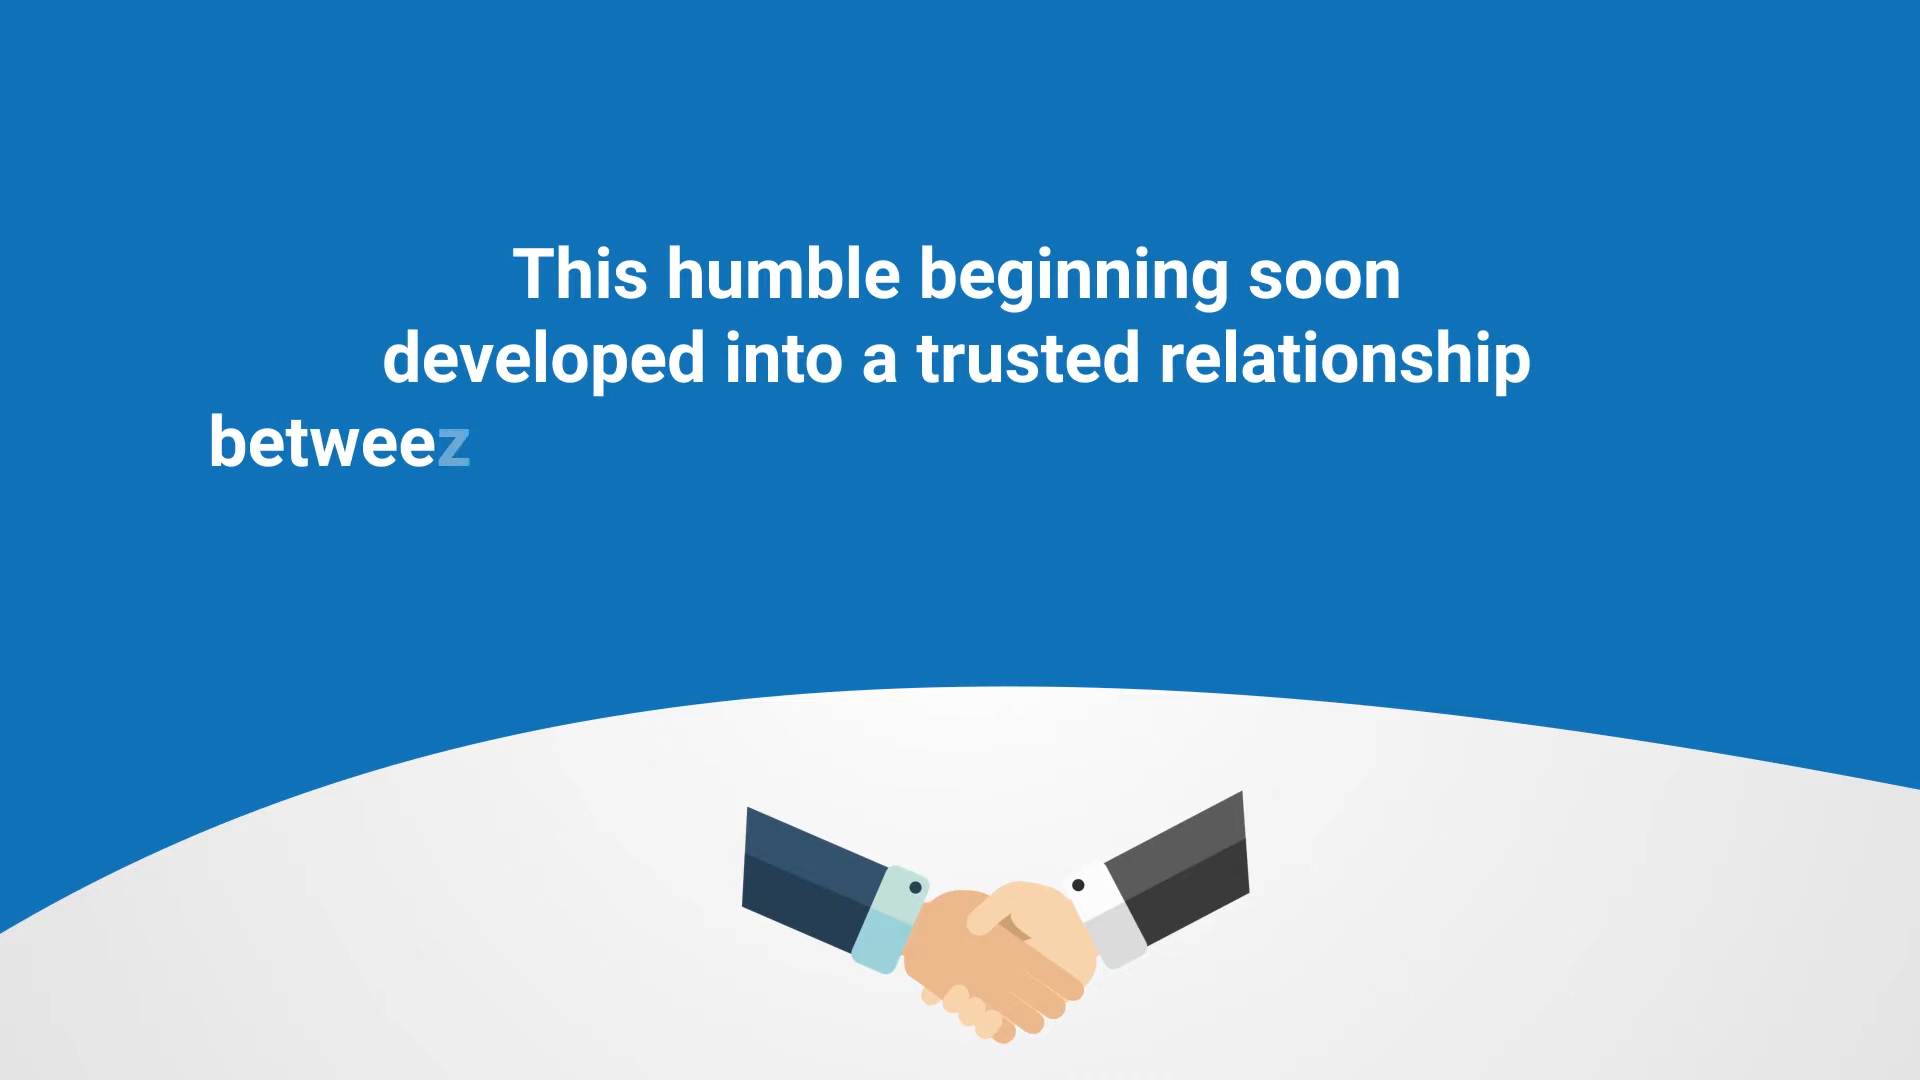 This humble beginning soon
developed into a trusted relationship
betweez